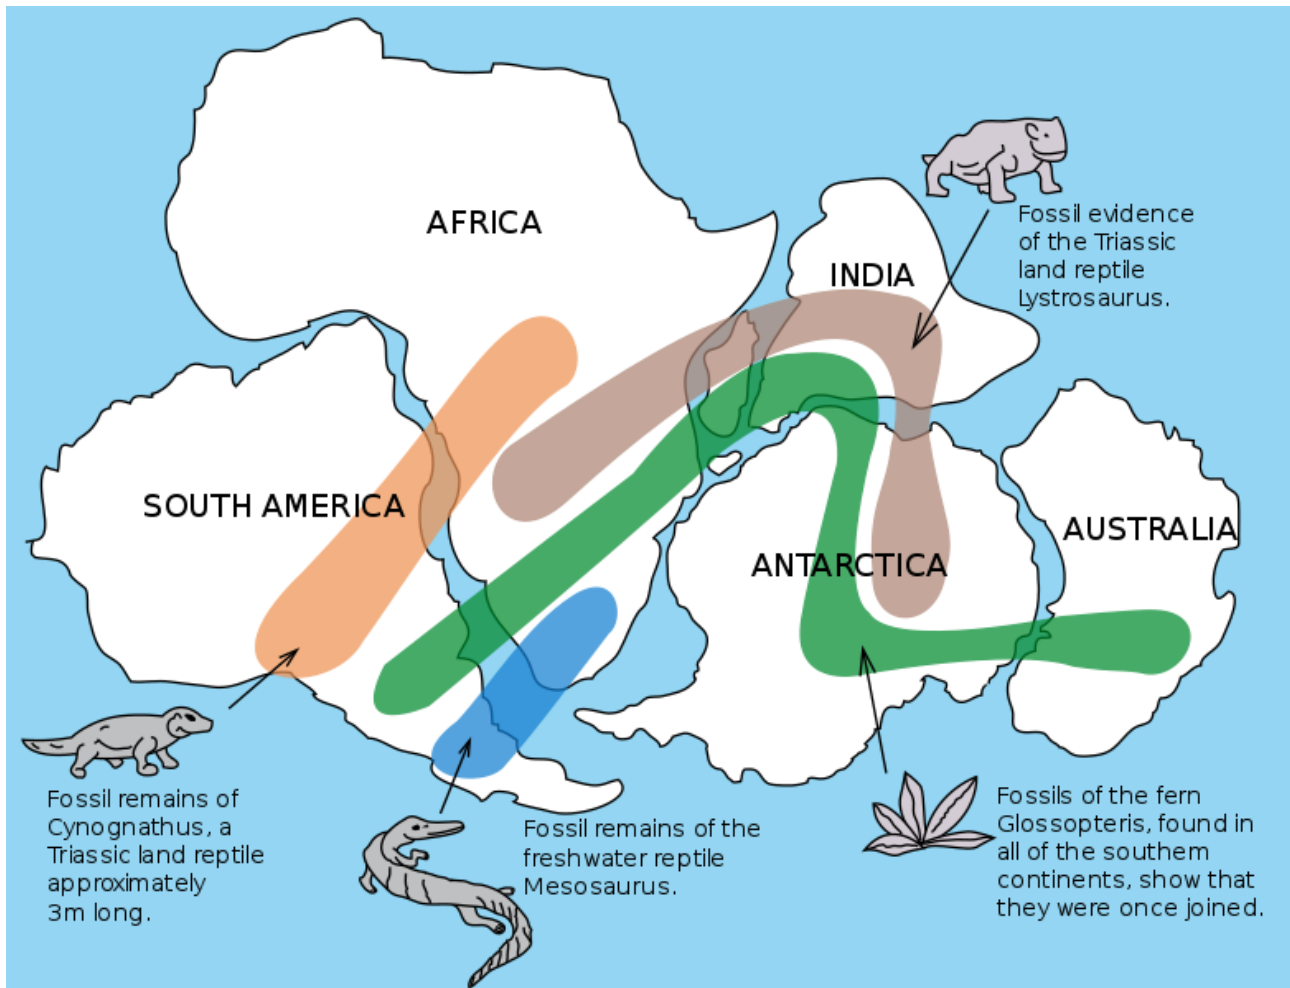 AFRICA
Fossil evidence
of the Triassic
land reptile
Lystrosaurus.
INDIA
SOUTH AMERICA
AUSTRALIA
ANTARCTICA
Fossil remains of
Cynognathus, a
Triassic land reptile
approximately
3m long.
Fossil remains of the
freshwater reptile
Mesosaurus.
Fossils of the fern
Glossopteris, found in
all of the southem
continents, show that
they were once joined.